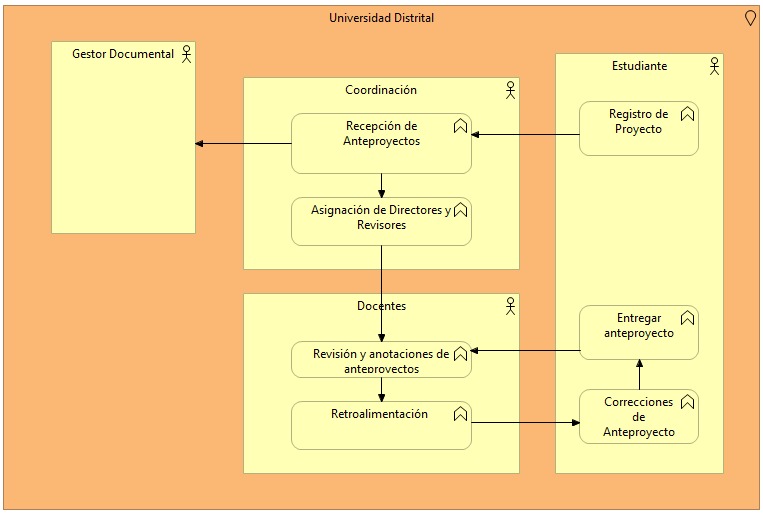 Universidad Distrital
Gestor Documental
Coordinación
Recepción de
Anteproyectos
Asignación de Directores y
Revisores
Docentes
Revisión y anotaciones de
anteproyectos
Retroalimentación
Estudiante
Registro de
Proyecto
Entregar
anteproyecto
Correcciones
de
Anteproyecto